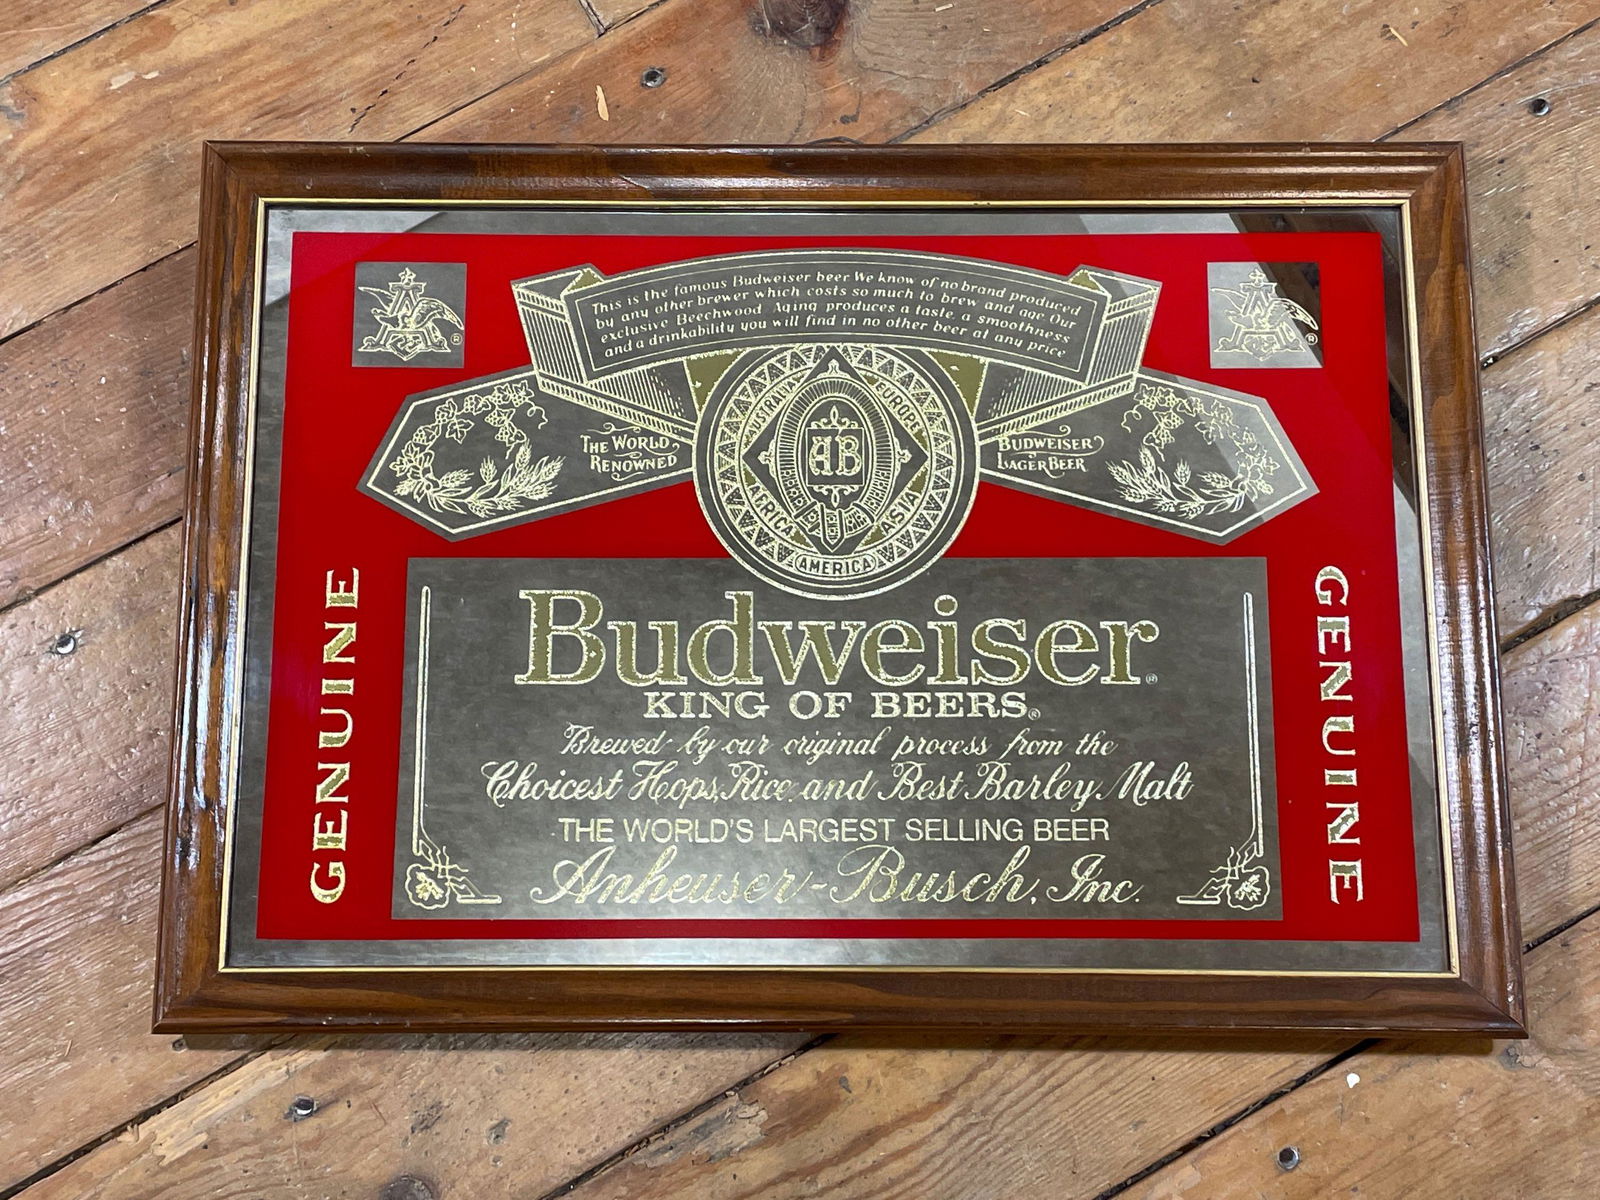 This is the famous Budweiser beer We know of no brand produced
by any other brewer which costs so much to brew and age Our
exclusive Beechwood Aging produces a taste, a smoothness
and a drinkability you will find in no other beer at any price
®
®
THE WORLD
RENOWNED
BUDWEISER
LAGER BEER
EUROPE
AFRICA
ASIA
AMERICA
AB
Budweiser®
KING OF BEERS®
Brewed by our original process from the
Choicest Hops, Rice and Best Barley Malt
THE WORLD'S LARGEST SELLING BEER
Anheuser-Busch, Inc.
GENUINE
GENUINE